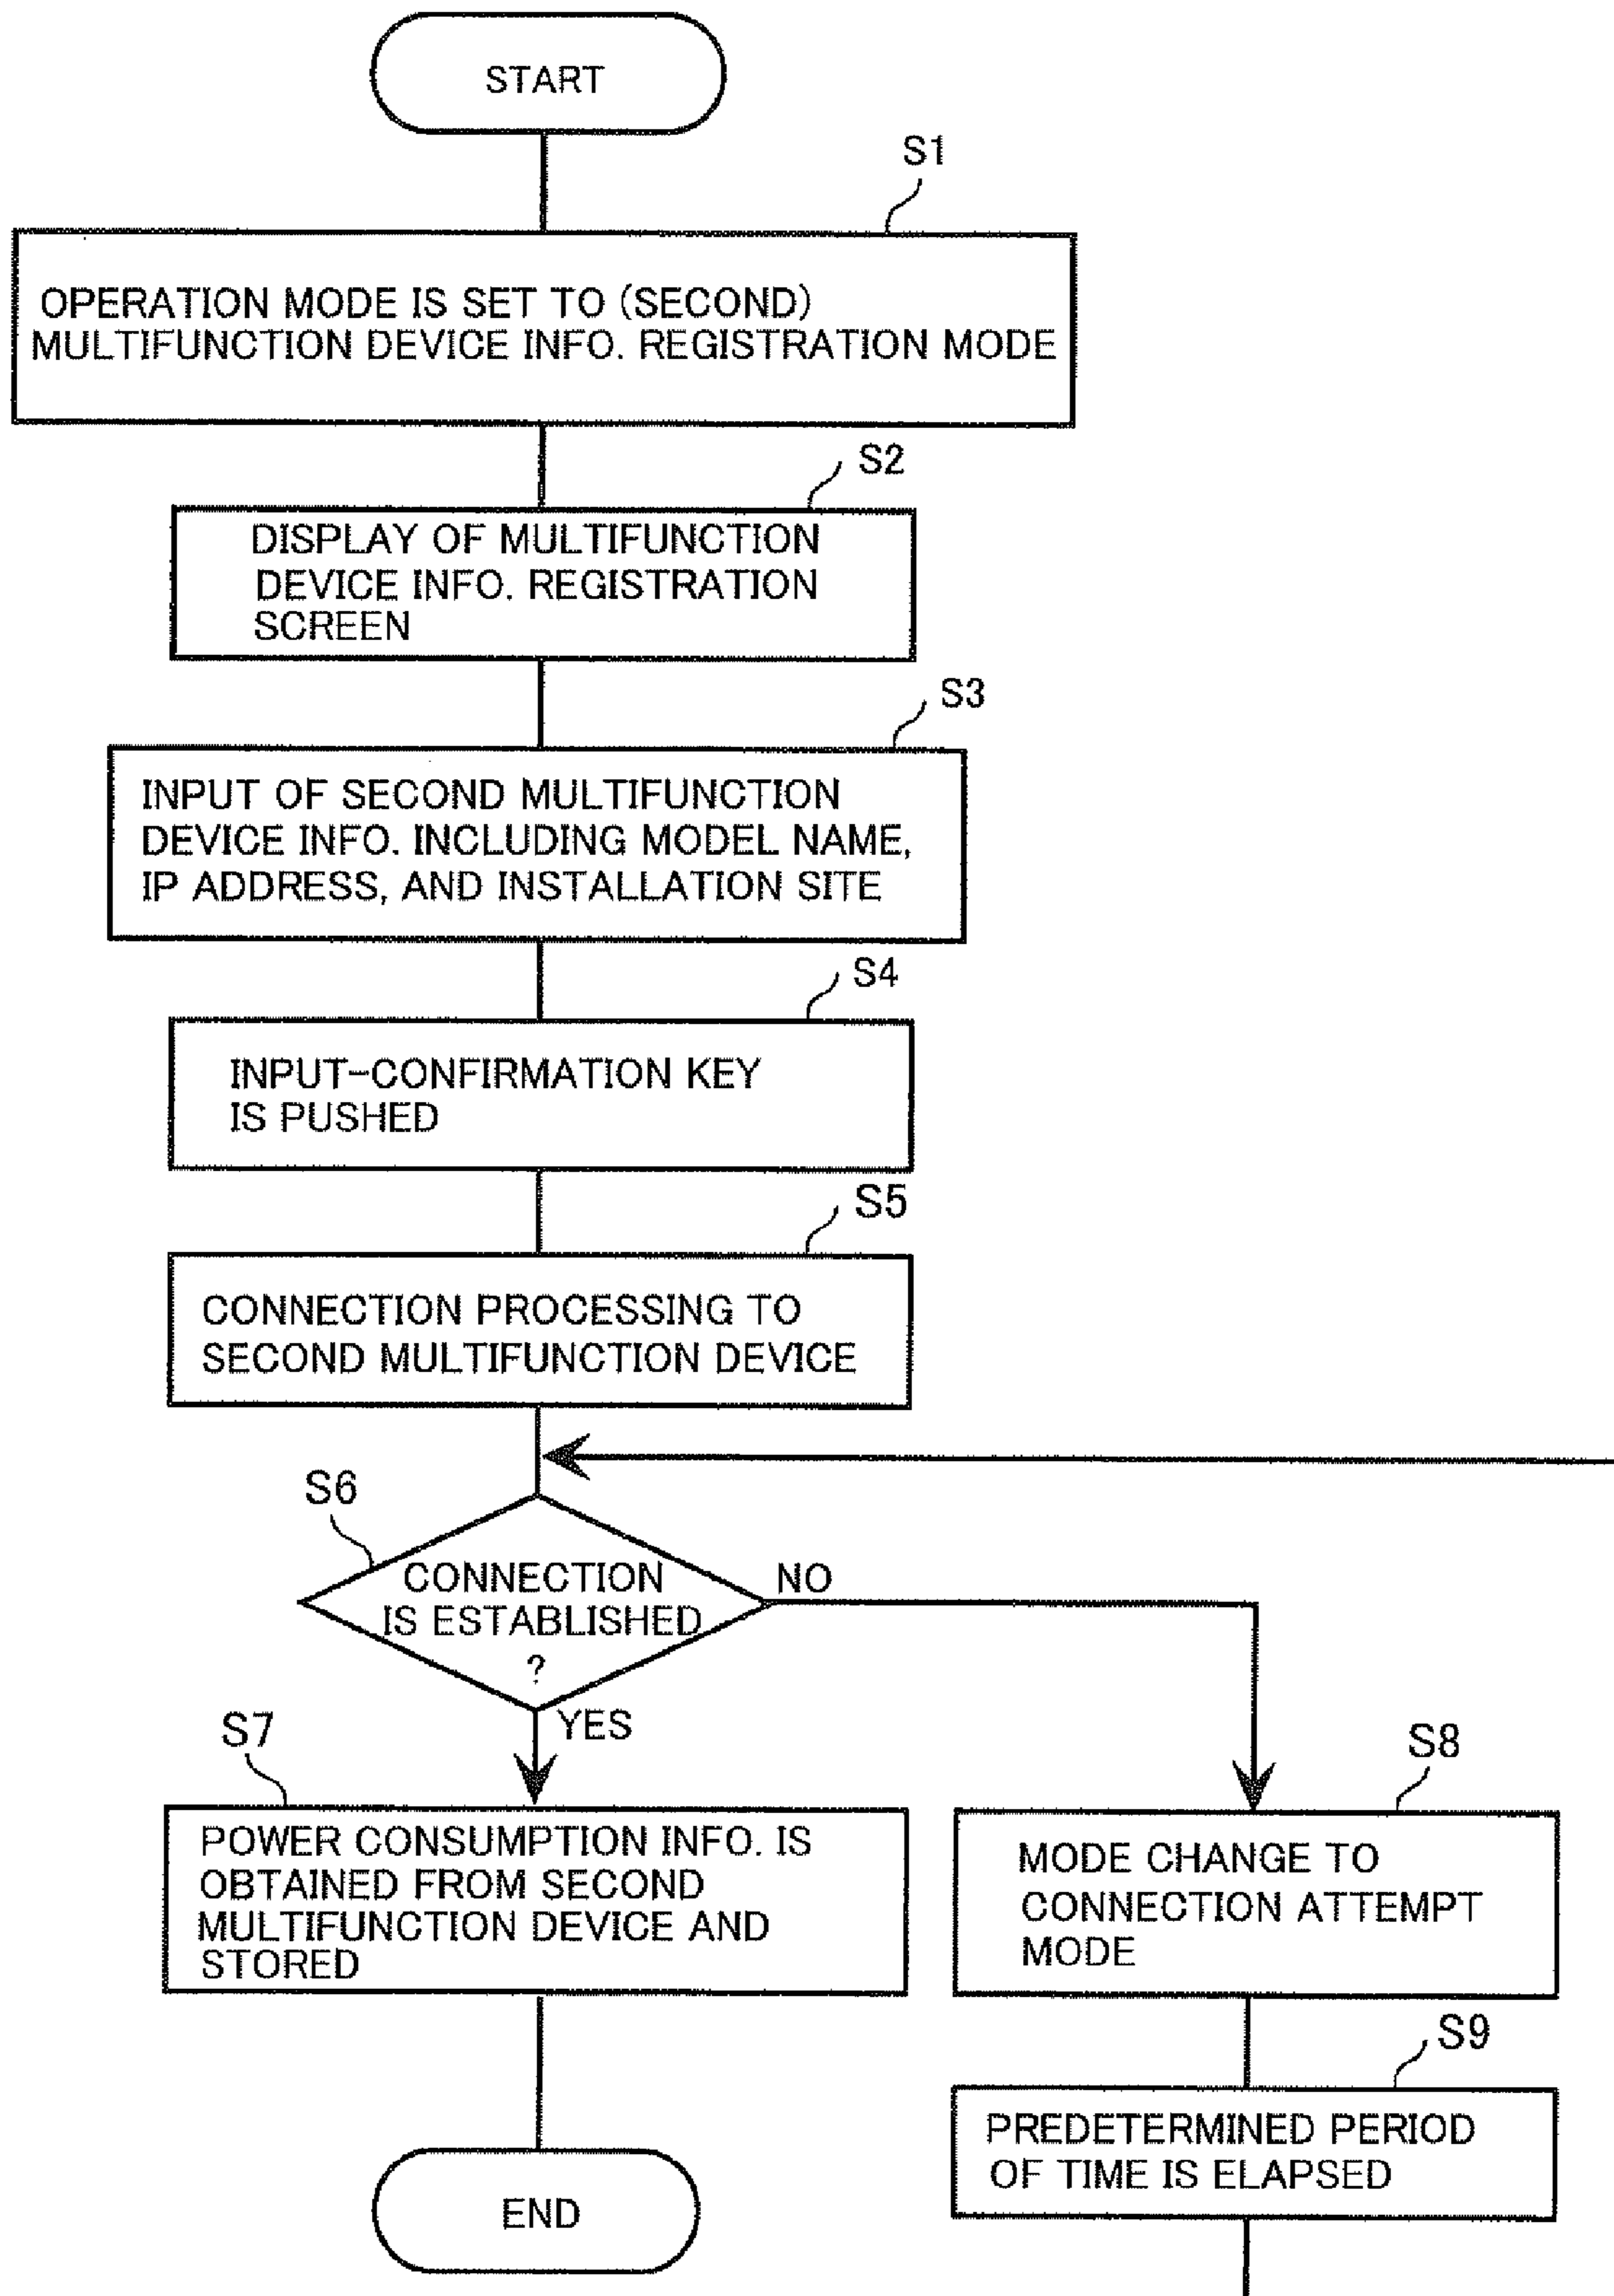 START
S1
OPERATION MODE IS SET TO (SECOND)
MULTIFUNCTION DEVICE INFO. REGISTRATION MODE
S2
DISPLAY OF MULTIFUNCTION
DEVICE INFO. REGISTRATION
SCREEN
S3
INPUT OF SECOND MULTIFUNCTION
DEVICE INFO. INCLUDING MODEL NAME,
IP ADDRESS, AND INSTALLATION SITE
S4
INPUT-CONFIRMATION KEY
IS PUSHED
S5
CONNECTION PROCESSING TO
SECOND MULTIFUNCTION DEVICE
S6
CONNECTION
IS ESTABLISHED
?
NO
YES
S7
POWER CONSUMPTION INFO. IS
OBTAINED FROM SECOND
MULTIFUNCTION DEVICE AND
STORED
S8
MODE CHANGE TO
CONNECTION ATTEMPT
MODE
S9
PREDETERMINED PERIOD
OF TIME IS ELAPSED
END